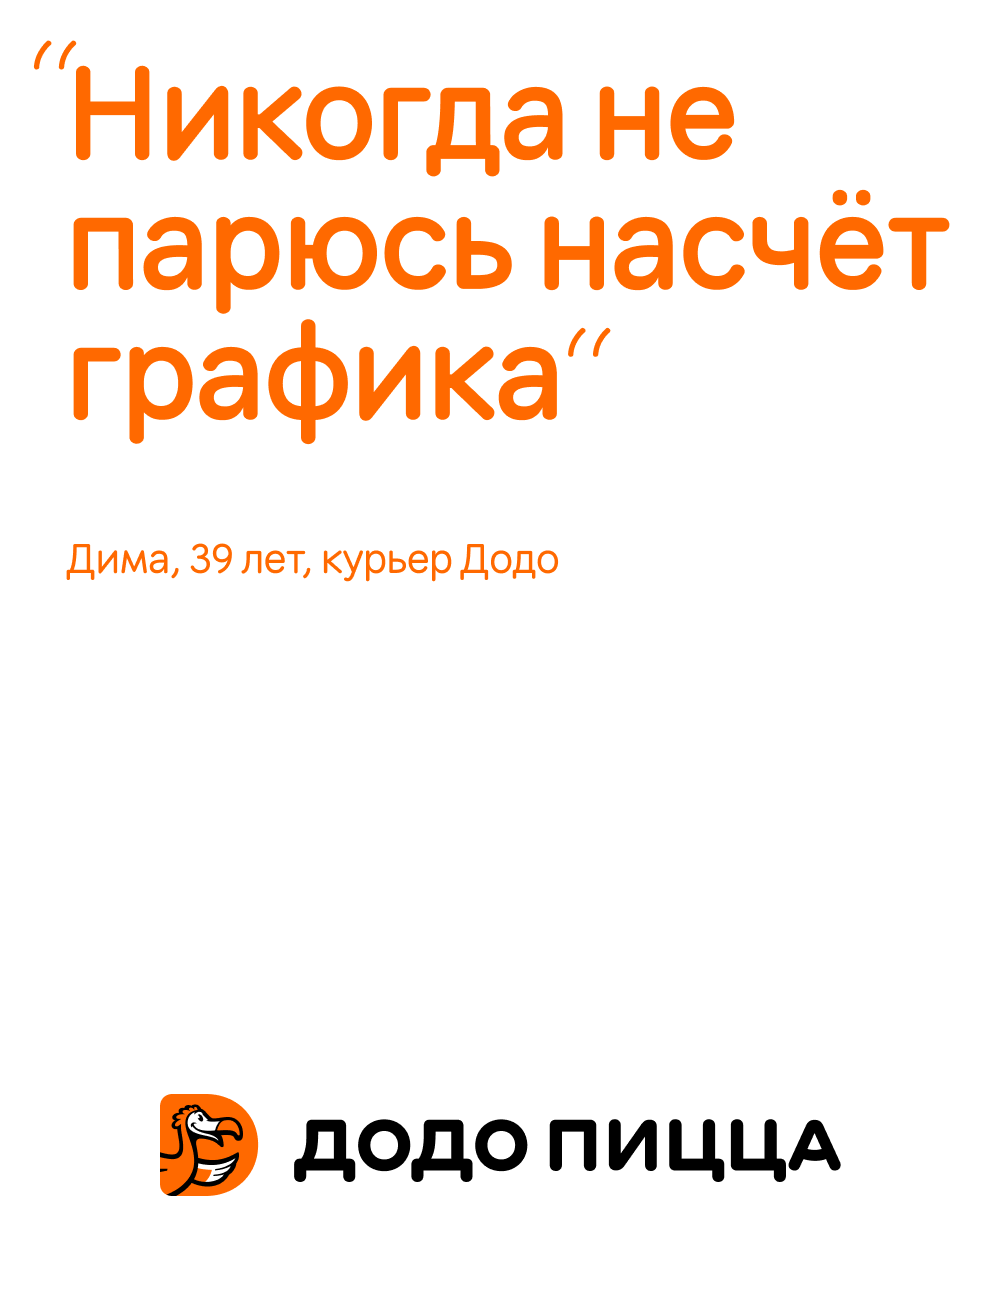 “Никогда не
парюсь насчёт
графика“
Дима, 39 лет, курьер Додо
ДОДО ПИЦЦА